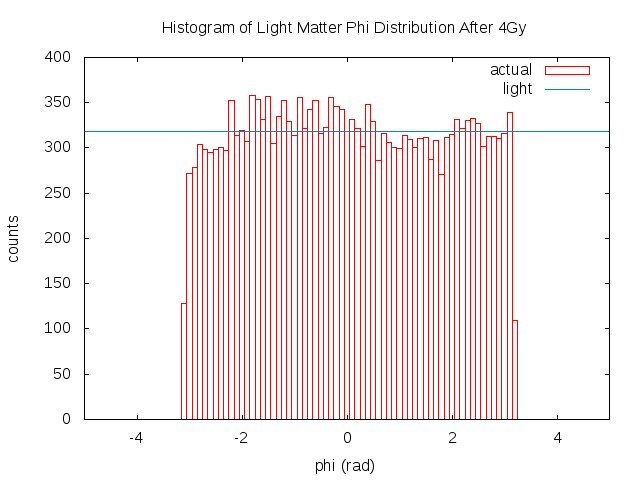 Histogram of Light Matter Phi Distribution After 4Gy
400
350
300
250
200
150
100
50
0
counts
actual
light
-4 -2 0 2 4
phi (rad)